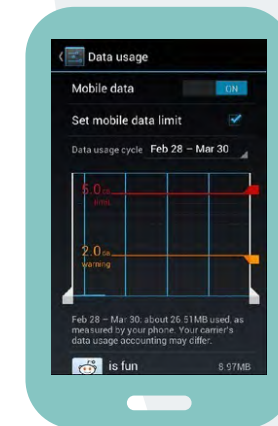 Data usage
Mobile data ON
Set mobile data limit
Data usage cycle Feb 28 – Mar 30
5.0 GB
limit
2.0 GB
warning
Feb 28 – Mar 30: about 26.51MB used, as
measured by your phone. Your carrier's
data usage accounting may differ.
is fun 8.97MB